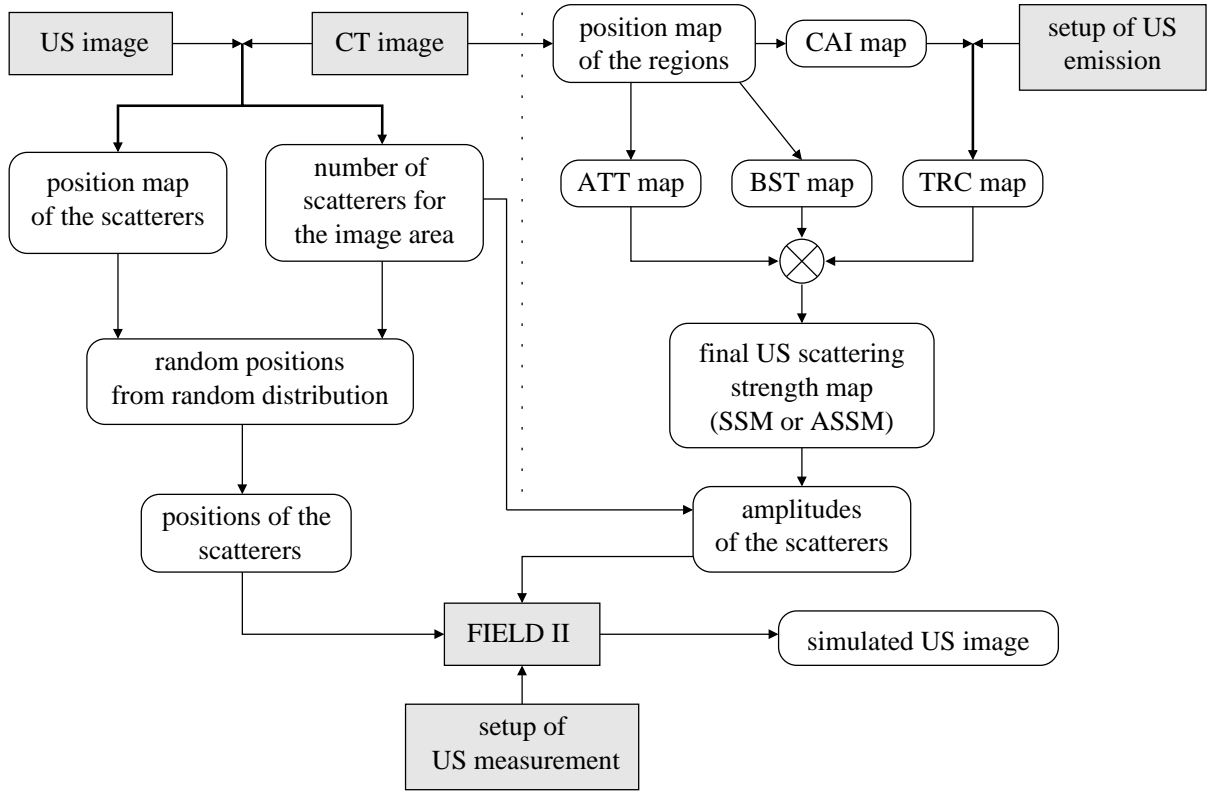 US image
CT image
position map
of the regions
CAI map
setup of US
emission
position map
of the scatterers
number of
scatterers for
the image area
ATT map
BST map
TRC map
random positions
from random distribution
final US scattering
strength map
(SSM or ASSM)
positions of the
scatterers
amplitudes
of the scatterers
FIELD II
simulated US image
setup of
US measurement